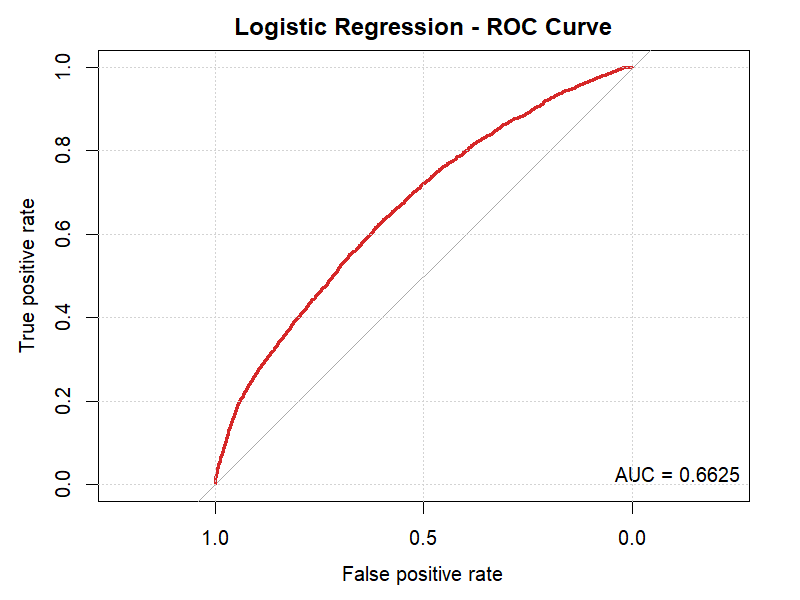 Logistic Regression - ROC Curve
True positive rate
1.0
0.8
0.6
0.4
0.2
0.0
AUC = 0.6625
1.0 0.5 0.0
False positive rate